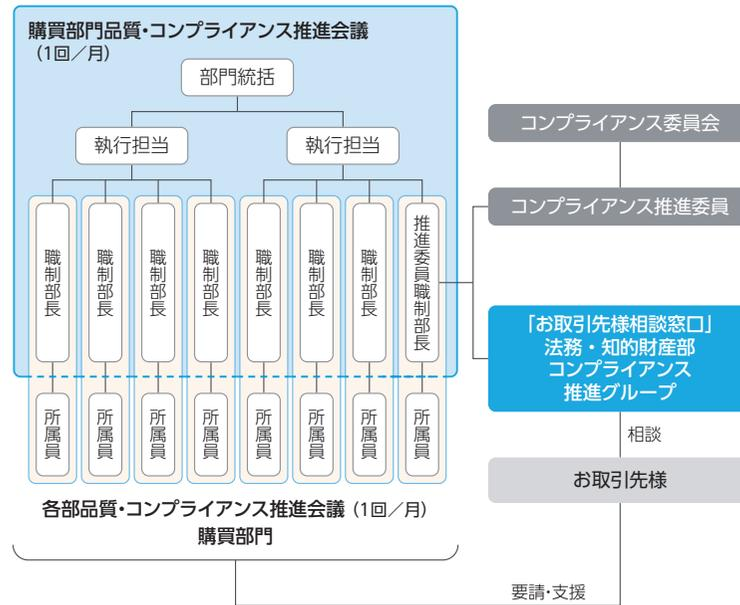 購買部門品質・コンプライアンス推進会議
（1回／月）
部門統括
執行担当
執行担当
職制部長
職制部長
職制部長
職制部長
職制部長
職制部長
職制部長
推進委員職制部長
所属員
所属員
所属員
所属員
所属員
所属員
所属員
所属員
各部品質・コンプライアンス推進会議（1回／月）
購買部門
コンプライアンス委員会
コンプライアンス推進委員
「お取引先様相談窓口」
法務・知的財産部
コンプライアンス
推進グループ
相談
お取引先様
要請・支援